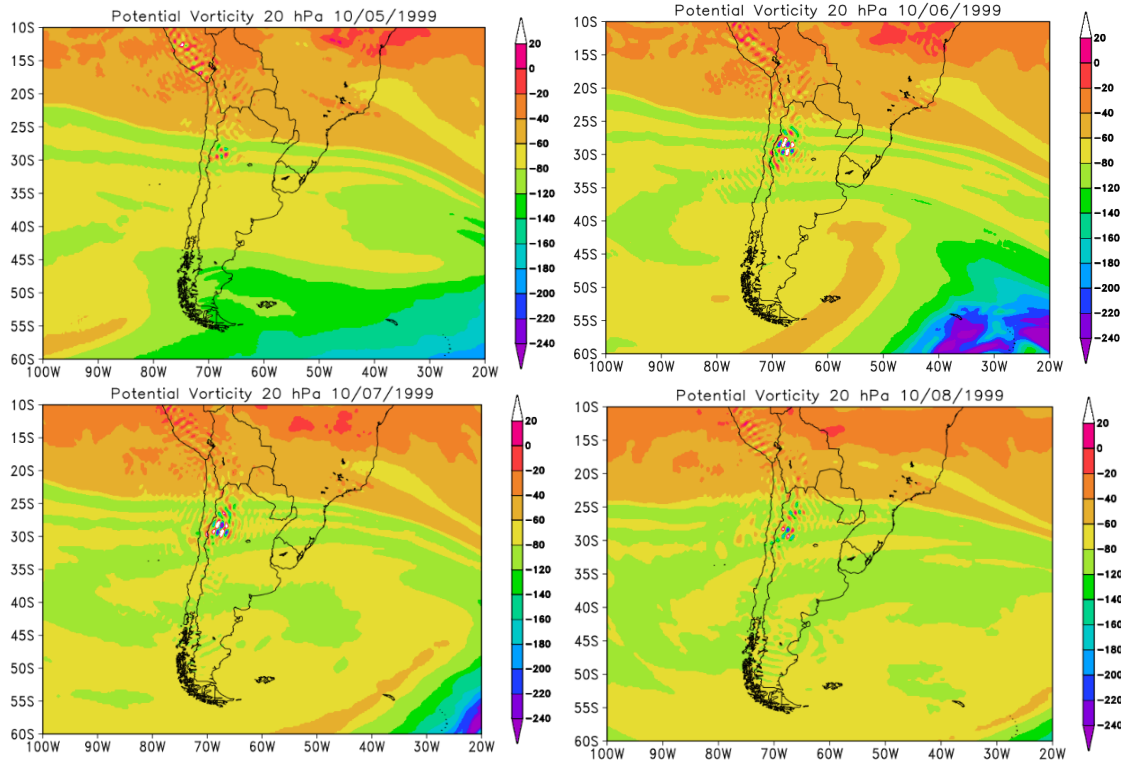 Potential Vorticity 20 hPa 10/05/1999
10S
15S
20S
25S
30S
35S
40S
45S
50S
55S
60S
100W 90W 80W 70W 60W 50W 40W 30W 20W
20
0
-20
-40
-60
-80
-120
-140
-160
-180
-200
-220
-240
Potential Vorticity 20 hPa 10/06/1999
10S
15S
20S
25S
30S
35S
40S
45S
50S
55S
60S
100W 90W 80W 70W 60W 50W 40W 30W 20W
20
0
-20
-40
-60
-80
-120
-140
-160
-180
-200
-220
-240
Potential Vorticity 20 hPa 10/07/1999
10S
15S
20S
25S
30S
35S
40S
45S
50S
55S
60S
100W 90W 80W 70W 60W 50W 40W 30W 20W
20
0
-20
-40
-60
-80
-120
-140
-160
-180
-200
-220
-240
Potential Vorticity 20 hPa 10/08/1999
10S
15S
20S
25S
30S
35S
40S
45S
50S
55S
60S
100W 90W 80W 70W 60W 50W 40W 30W 20W
20
0
-20
-40
-60
-80
-120
-140
-160
-180
-200
-220
-240